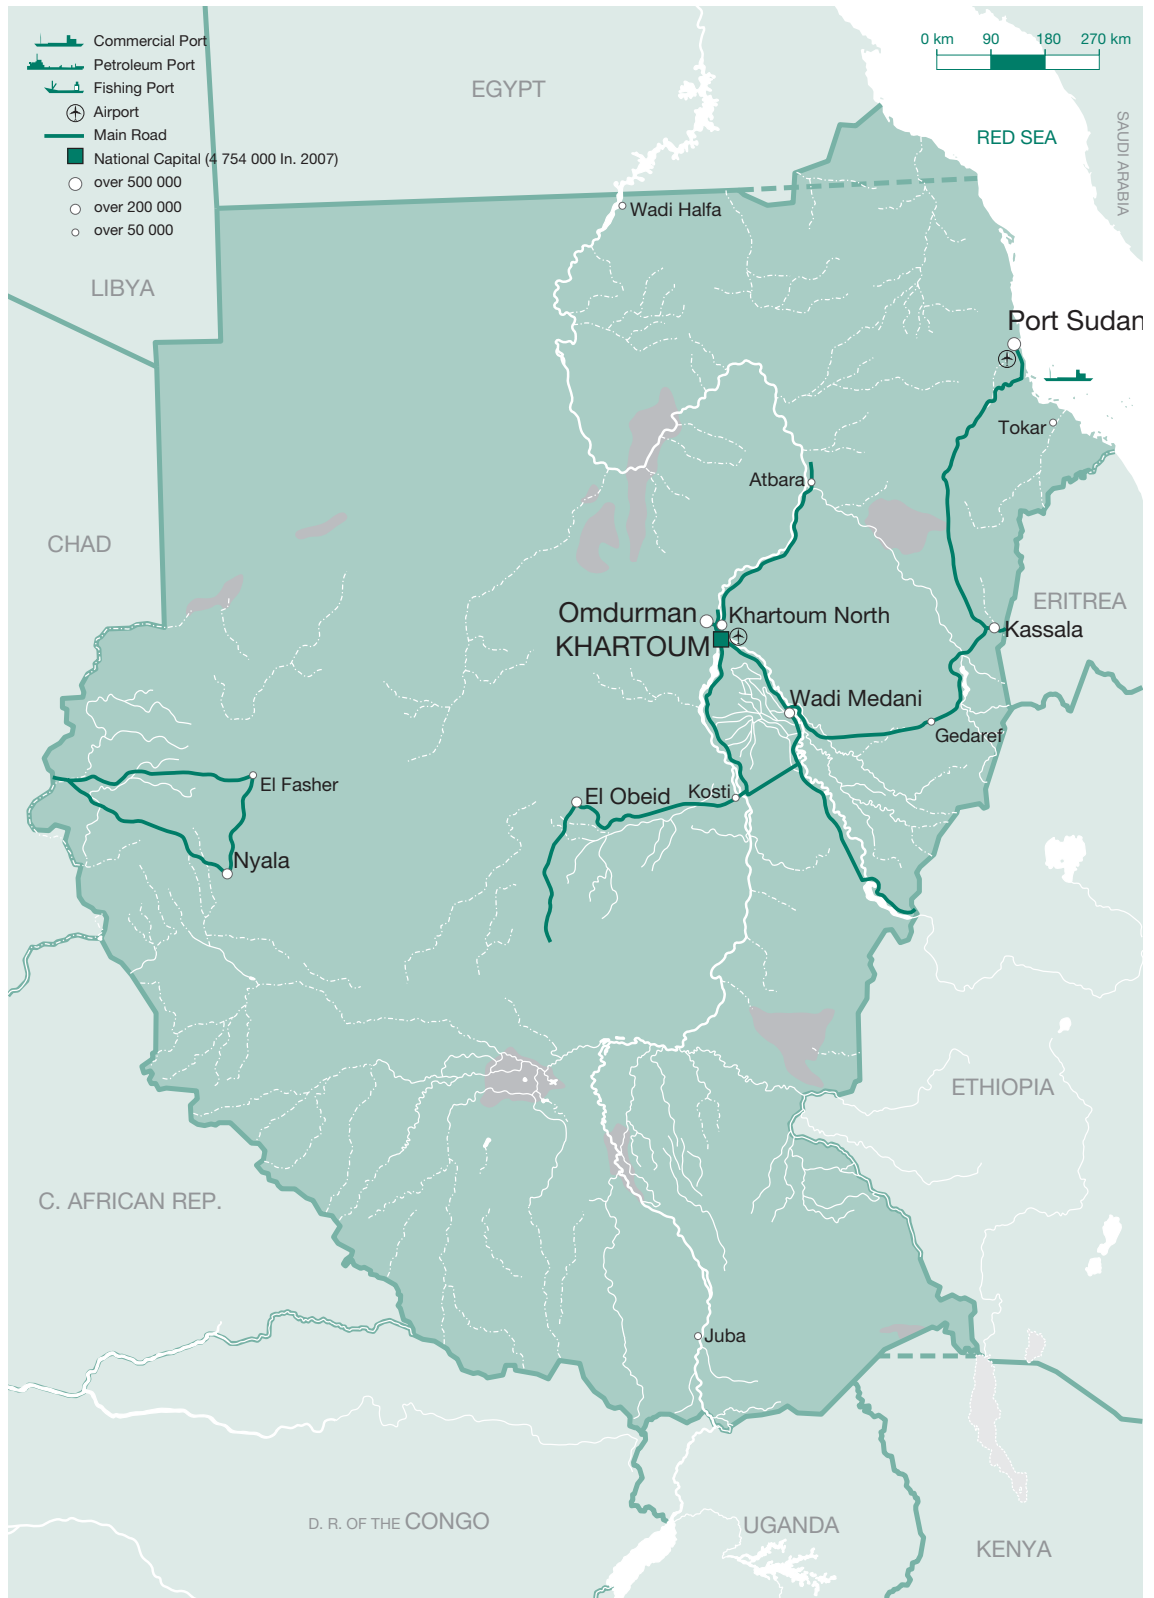 Commercial Port
Petroleum Port
Fishing Port
Airport
Main Road
National Capital (4 754 000 In. 2007)
over 500 000
over 200 000
over 50 000
0 km 90 180 270 km
EGYPT
RED SEA
SAUDI ARABIA
Wadi Halfa
LIBYA
Port Sudan
Tokar
Atbara
CHAD
ERITREA
Omdurman
Khartoum North
Kassala
KHARTOUM
Wadi Medani
Gedaref
El Fasher
Kosti
El Obeid
Nyala
ETHIOPIA
C. AFRICAN REP.
Juba
D. R. OF THE CONGO
UGANDA
KENYA